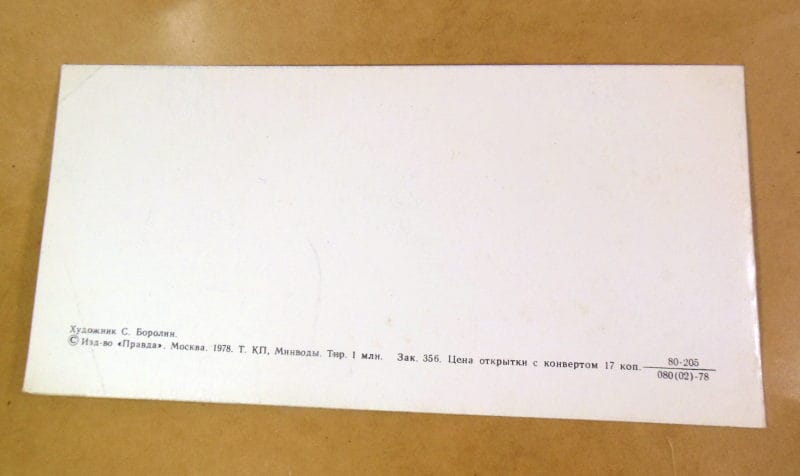 Художник С. Боролин.
© Изд-во «Правда». Москва. 1978. Т. КП, Минводы. Тир. 1 млн. Зак. 356. Цена открытки с конвертом 17 коп.
80-205
080(02)-78